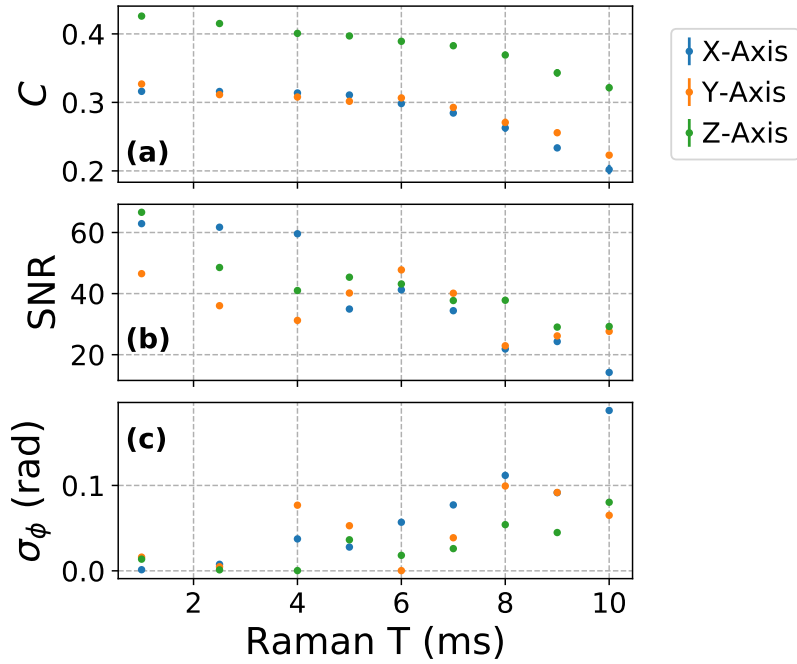 0.4
0.3
0.2
C
(a)
X-Axis
Y-Axis
Z-Axis
60
40
20
SNR
(b)
0.1
0.0
σϕ (rad)
(c)
2 4 6 8 10
Raman T (ms)